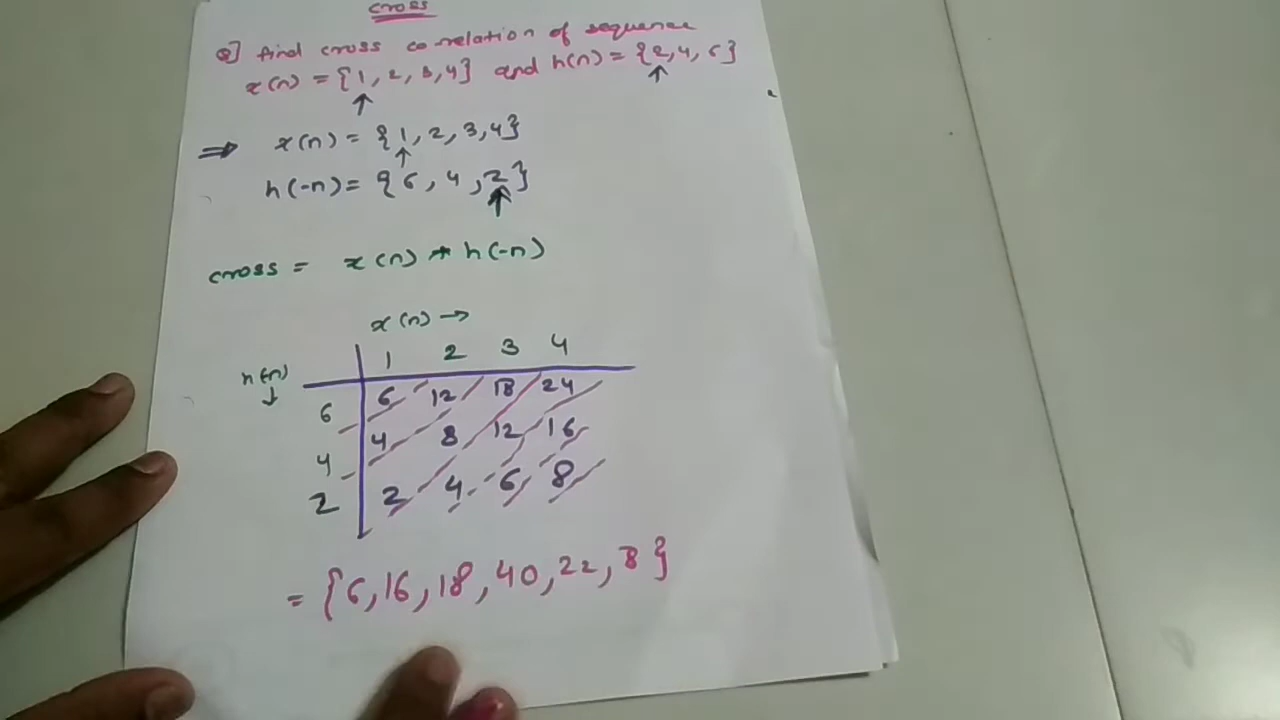 cross
Q] find cross co-relation of sequence
x(n) = {1, 2, 3, 4} and h(n) = {2, 4, 6}
↑ ↑
⇒ x(n) = {1, 2, 3, 4}
↑
h(-n) = {6, 4, 2}
↑
cross = x(n) * h(-n)
x(n) →
1 2 3 4
h(n)
↓
6 6 12 18 24
4 4 8 12 16
2 2 4 6 8
= {6, 16, 18, 40, 22, 8}